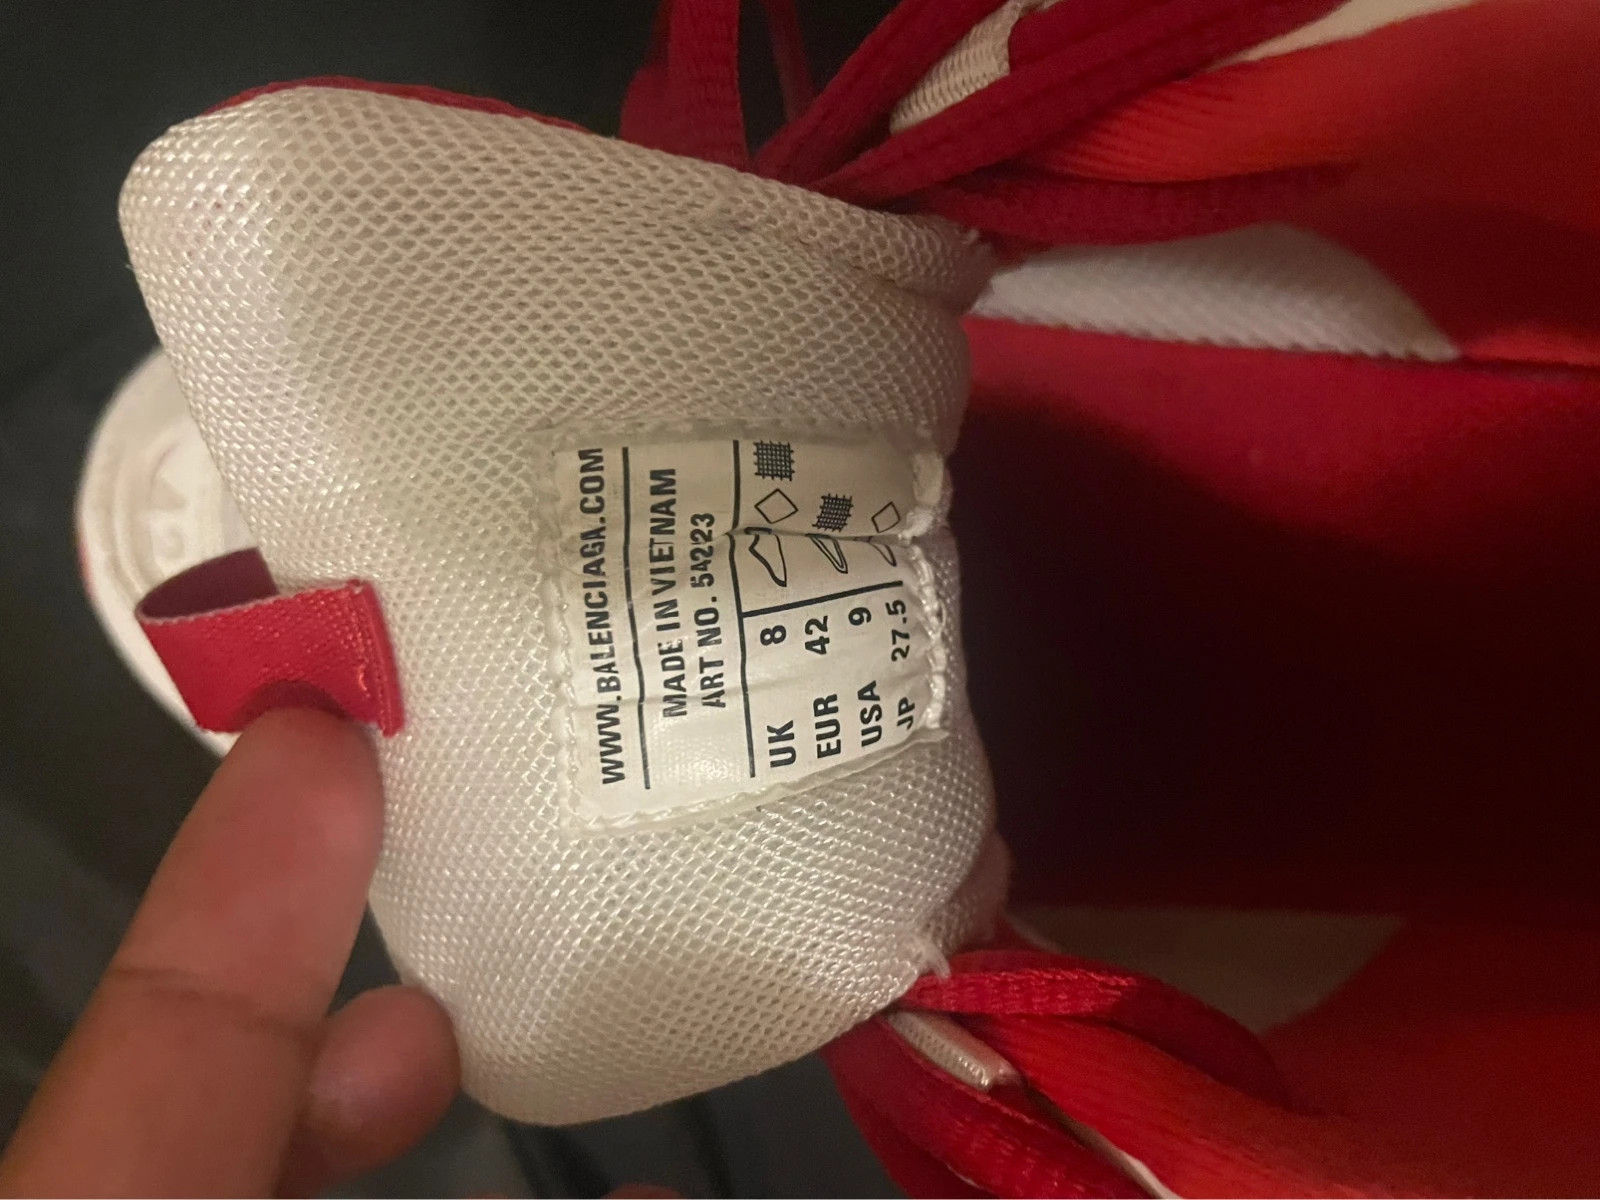 WWW.BALENCIAGA.COM
MADE IN VIETNAM
ART NO. 54223
UK 8
EUR 42
USA 9
JP 27.5